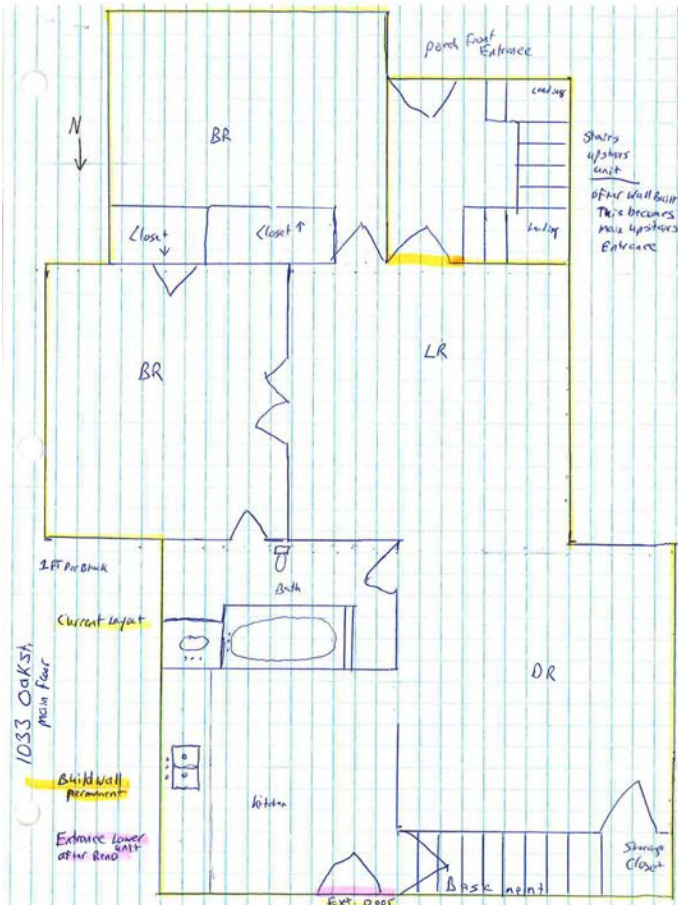 Porch Front
Entrance
N
Landing
BR
Stairs
upstairs
unit
after wall Built
This becomes
main upstairs
Entrance
Closet
Closet
Landing
LR
BR
1 FT Per Block
Bath
Current Layout
1033 Oak St.
main floor
DR
Build wall
permanent
Kitchen
Entrance Lower
unit
after Reno
Storage
Closet
Basement
Ext. Door